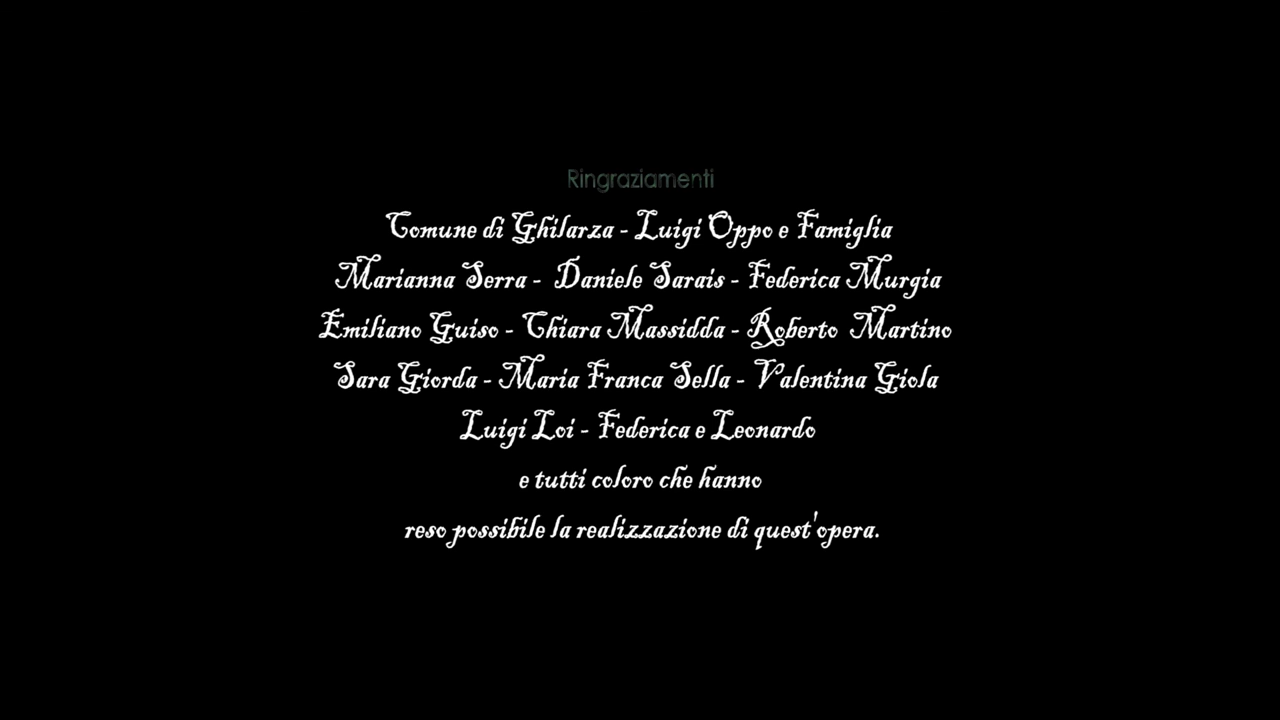 Ringraziamenti
Comune di Ghilarza - Luigi Oppo e Famiglia
Marianna Serra - Daniele Sarais - Federica Murgia
Emiliano Guiso - Chiara Massidda - Roberto Martino
Sara Giorda - Maria Franca Sella - Valentina Giola
Luigi Loi - Federica e Leonardo
e tutti coloro che hanno
reso possibile la realizzazione di quest'opera.